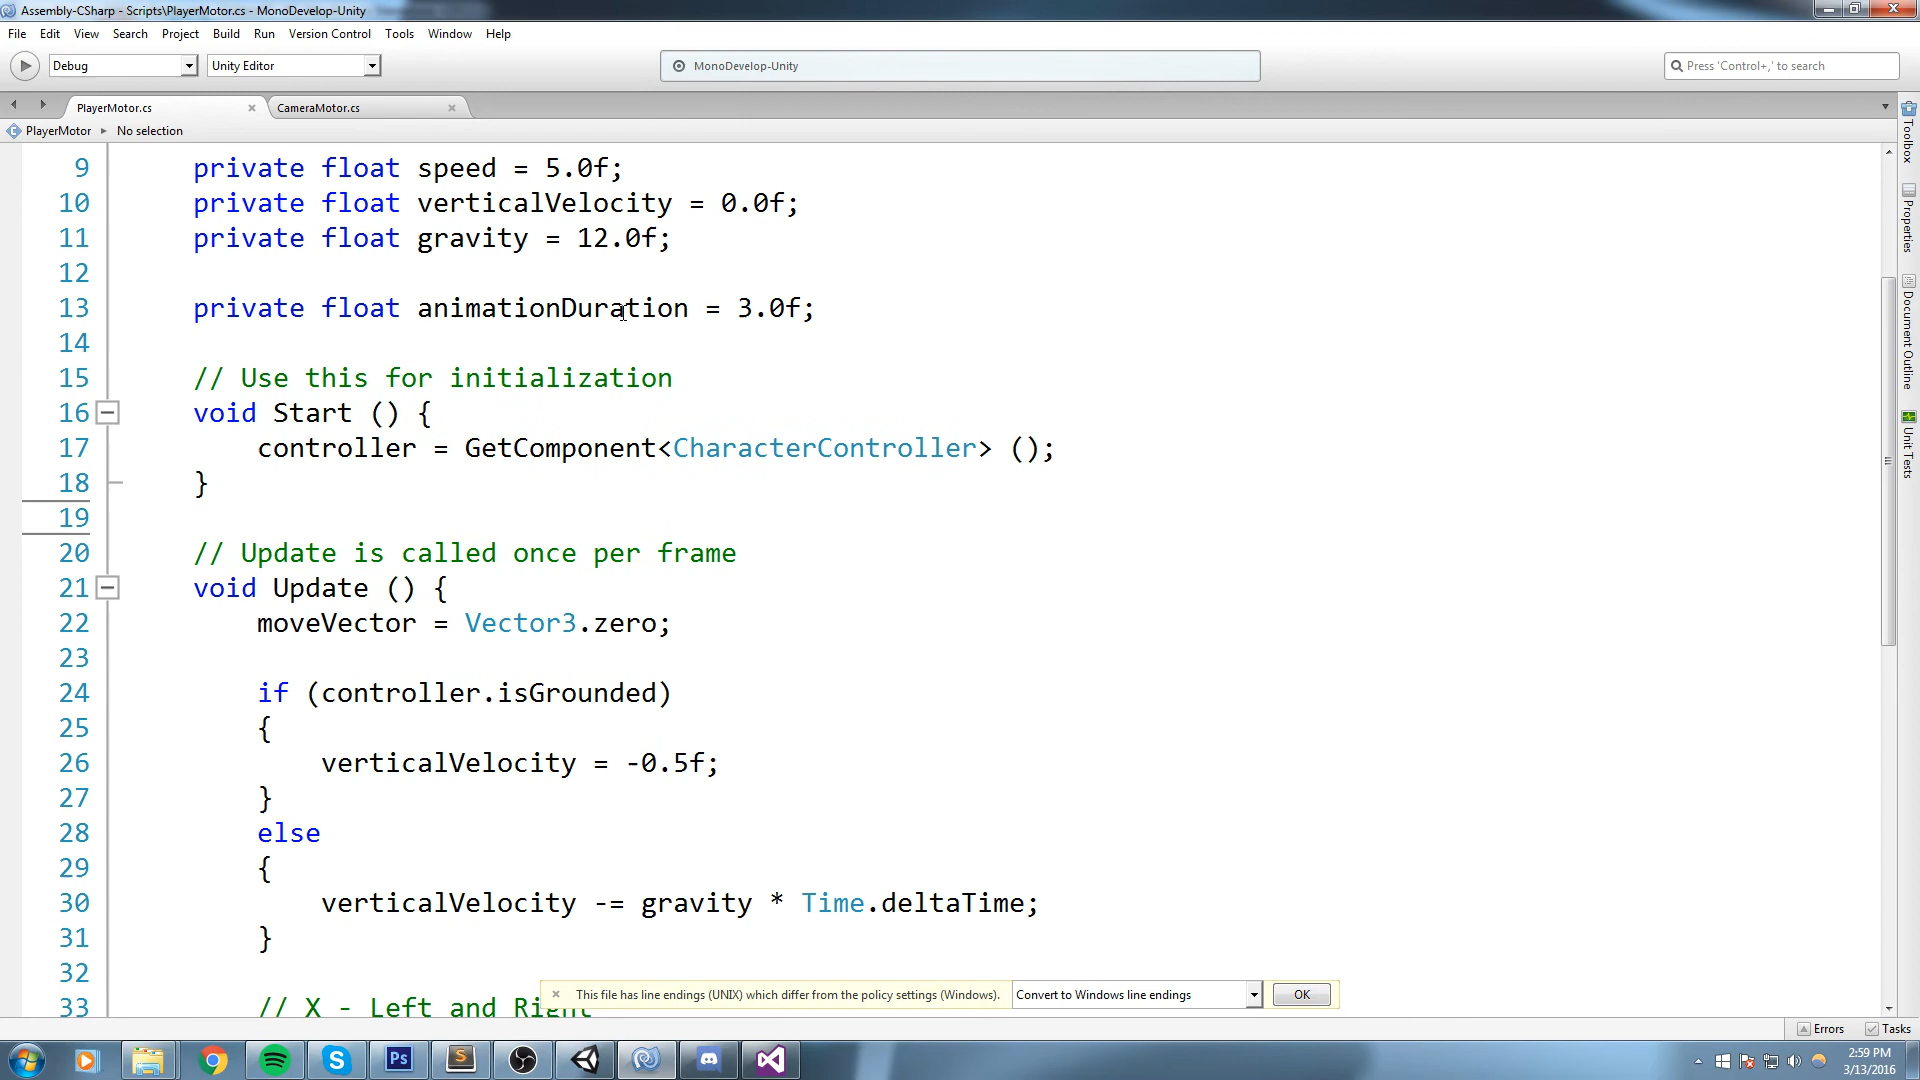 Assembly-CSharp - Scripts\PlayerMotor.cs - MonoDevelop-Unity
File Edit View Search Project Build Run Version Control Tools Window Help
Debug Unity Editor MonoDevelop-Unity Press 'Control+,' to search
PlayerMotor.cs CameraMotor.cs
PlayerMotor No selection
9 private float speed = 5.0f;
10 private float verticalVelocity = 0.0f;
11 private float gravity = 12.0f;
12
13 private float animationDuration = 3.0f;
14
15 // Use this for initialization
16 void Start () {
17 controller = GetComponent<CharacterController> ();
18 }
19
20 // Update is called once per frame
21 void Update () {
22 moveVector = Vector3.zero;
23
24 if (controller.isGrounded)
25 {
26 verticalVelocity = -0.5f;
27 }
28 else
29 {
30 verticalVelocity -= gravity * Time.deltaTime;
31 }
32
33 // X - Left and Right
This file has line endings (UNIX) which differ from the policy settings (Windows). Convert to Windows line endings OK
Toolbox
Properties
Document Outline
Unit Tests
Errors Tasks
Ps
2:59 PM
3/13/2016